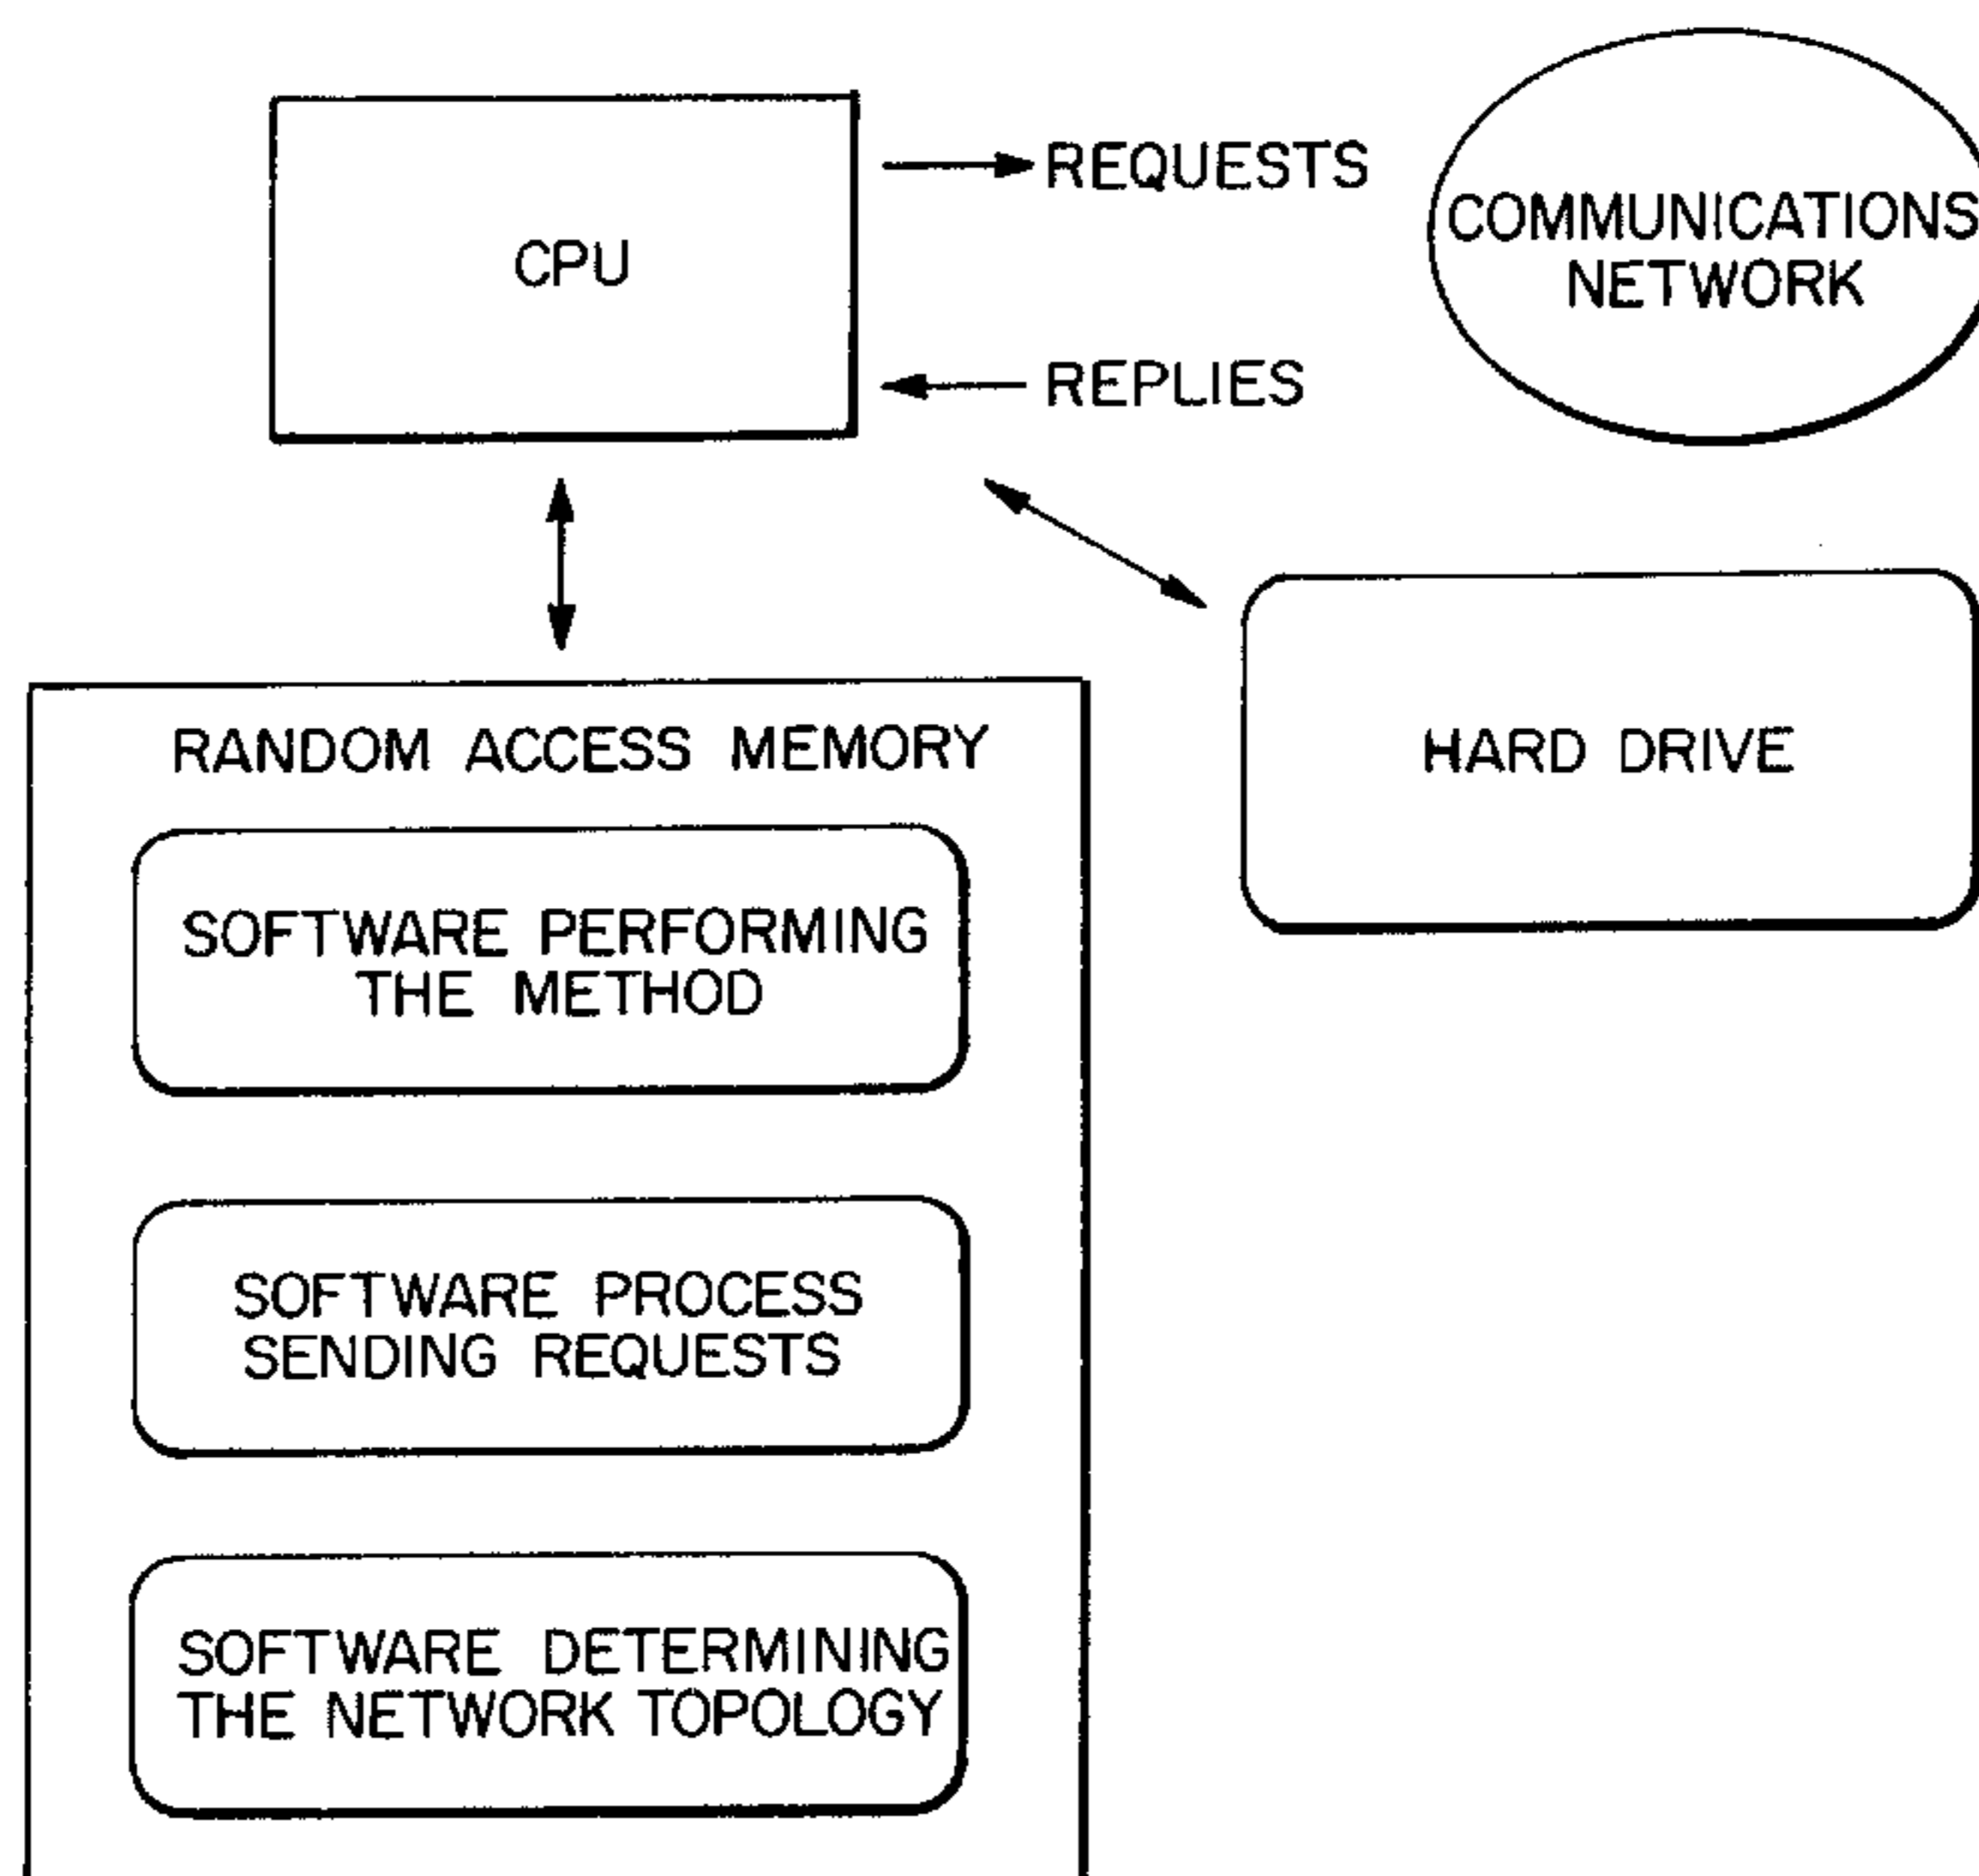 CPU
REQUESTS
REPLIES
COMMUNICATIONS
NETWORK
RANDOM ACCESS MEMORY
HARD DRIVE
SOFTWARE PERFORMING
THE METHOD
SOFTWARE PROCESS
SENDING REQUESTS
SOFTWARE DETERMINING
THE NETWORK TOPOLOGY